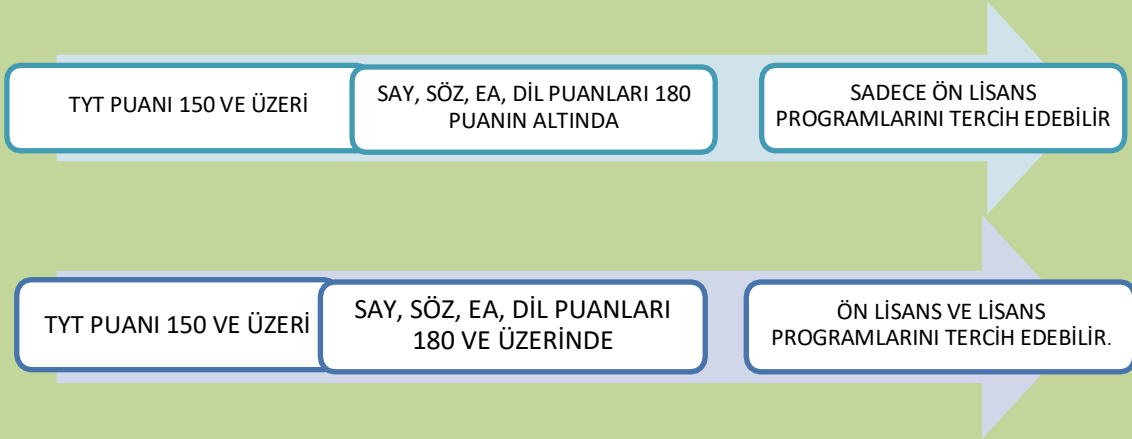 TYT PUANI 150 VE ÜZERİ
SAY, SÖZ, EA, DİL PUANLARI 180
PUANIN ALTINDA
SADECE ÖN LİSANS
PROGRAMLARINI TERCİH EDEBİLİR
TYT PUANI 150 VE ÜZERİ
SAY, SÖZ, EA, DİL PUANLARI
180 VE ÜZERİNDE
ÖN LİSANS VE LİSANS
PROGRAMLARINI TERCİH EDEBİLİR.